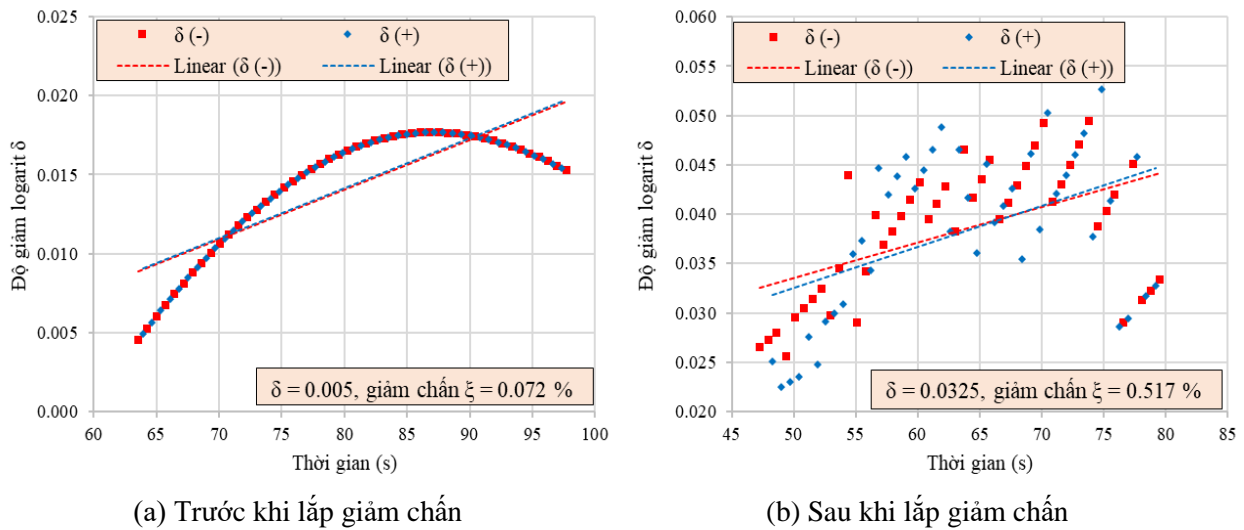 0.025
0.020
0.015
0.010
0.005
0.000
Độ giảm logarit δ
δ (-) δ (+)
Linear (δ (-)) Linear (δ (+))
δ = 0.005, giảm chấn ξ = 0.072 %
60 65 70 75 80 85 90 95 100
Thời gian (s)
(a) Trước khi lắp giảm chấn
0.060
0.055
0.050
0.045
0.040
0.035
0.030
0.025
0.020
Độ giảm logarit δ
δ (-) δ (+)
Linear (δ (-)) Linear (δ (+))
δ = 0.0325, giảm chấn ξ = 0.517 %
45 50 55 60 65 70 75 80 85
Thời gian (s)
(b) Sau khi lắp giảm chấn